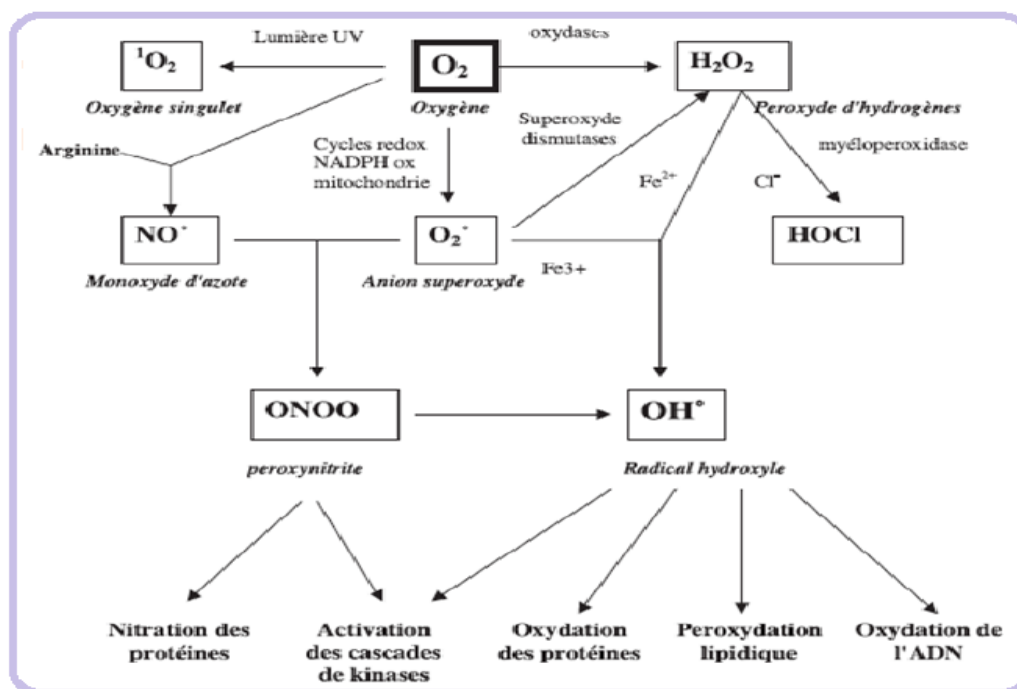 Lumière UV
oxydases
¹O₂
O₂
H₂O₂
Oxygène singulet
Oxygène
Peroxyde d'hydrogènes
Arginine
Cycles redox
NADPH ox
mitochondrie
Superoxyde
dismutases
myéloperoxidase
Fe²⁺
Cl⁻
NO·
O₂·
HOCl
Monoxyde d'azote
Anion superoxyde
Fe3+
ONOO
OH°
peroxynitrite
Radical hydroxyle
Nitration des
protéines
Activation
des cascades
de kinases
Oxydation
des protéines
Peroxydation
lipidique
Oxydation de
l'ADN